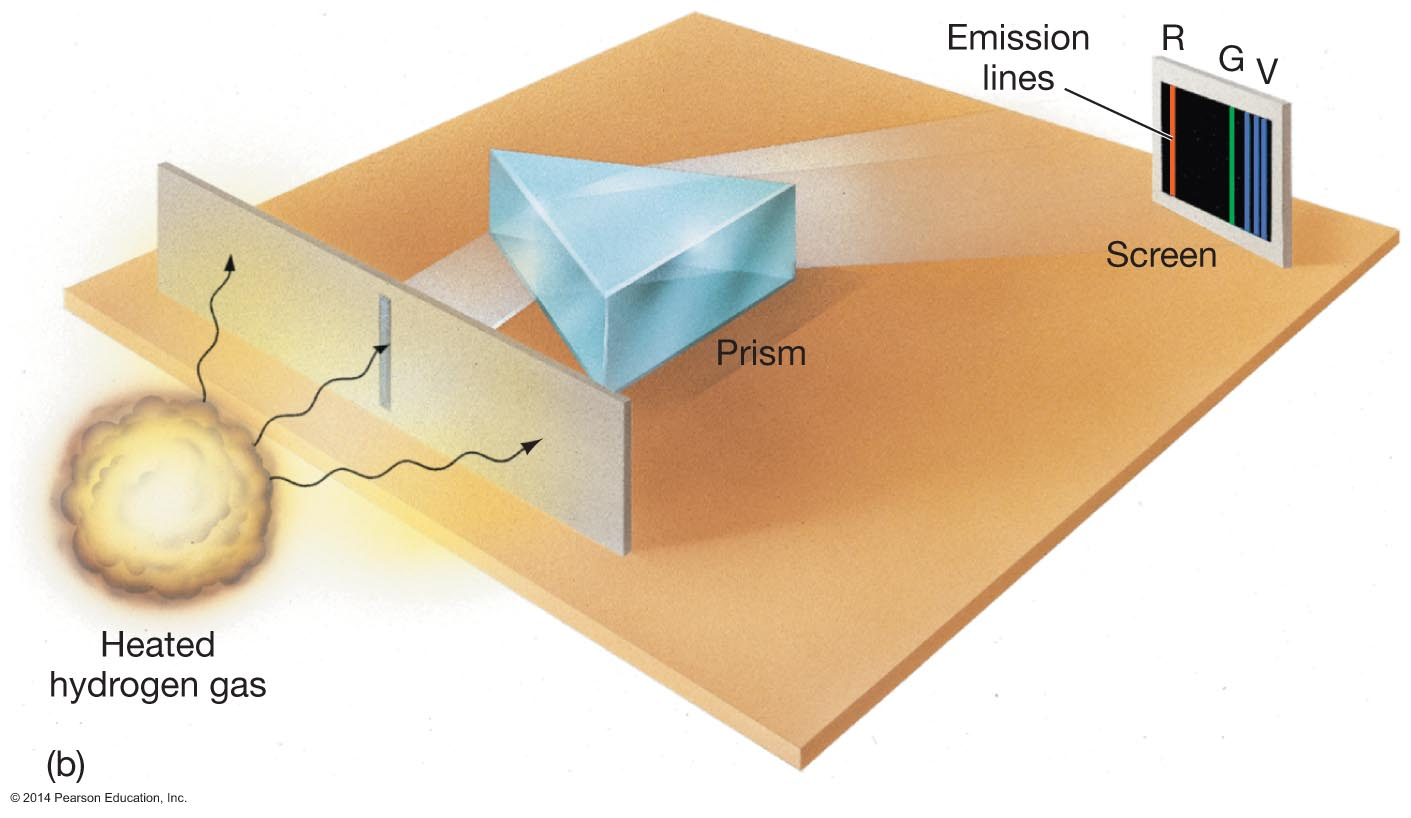 Emission
lines
R
G
V
Screen
Prism
Heated
hydrogen gas
(b)
© 2014 Pearson Education, Inc.